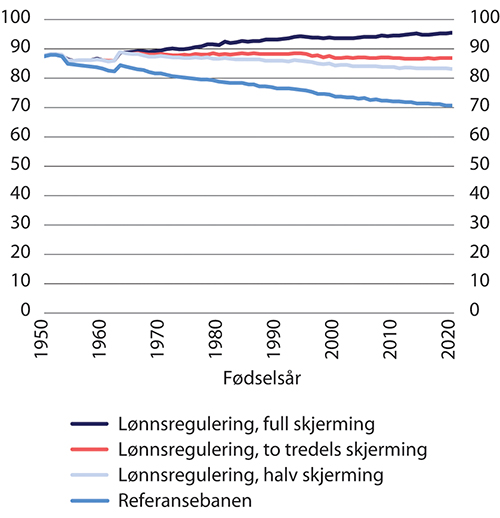 100 100
90 90
80 80
70 70
60 60
50 50
40 40
30 30
20 20
10 10
0 0
1950 1960 1970 1980 1990 2000 2010 2020
Fødselsår
Lønnsregulering, full skjerming
Lønnsregulering, to tredels skjerming
Lønnsregulering, halv skjerming
Referansebanen